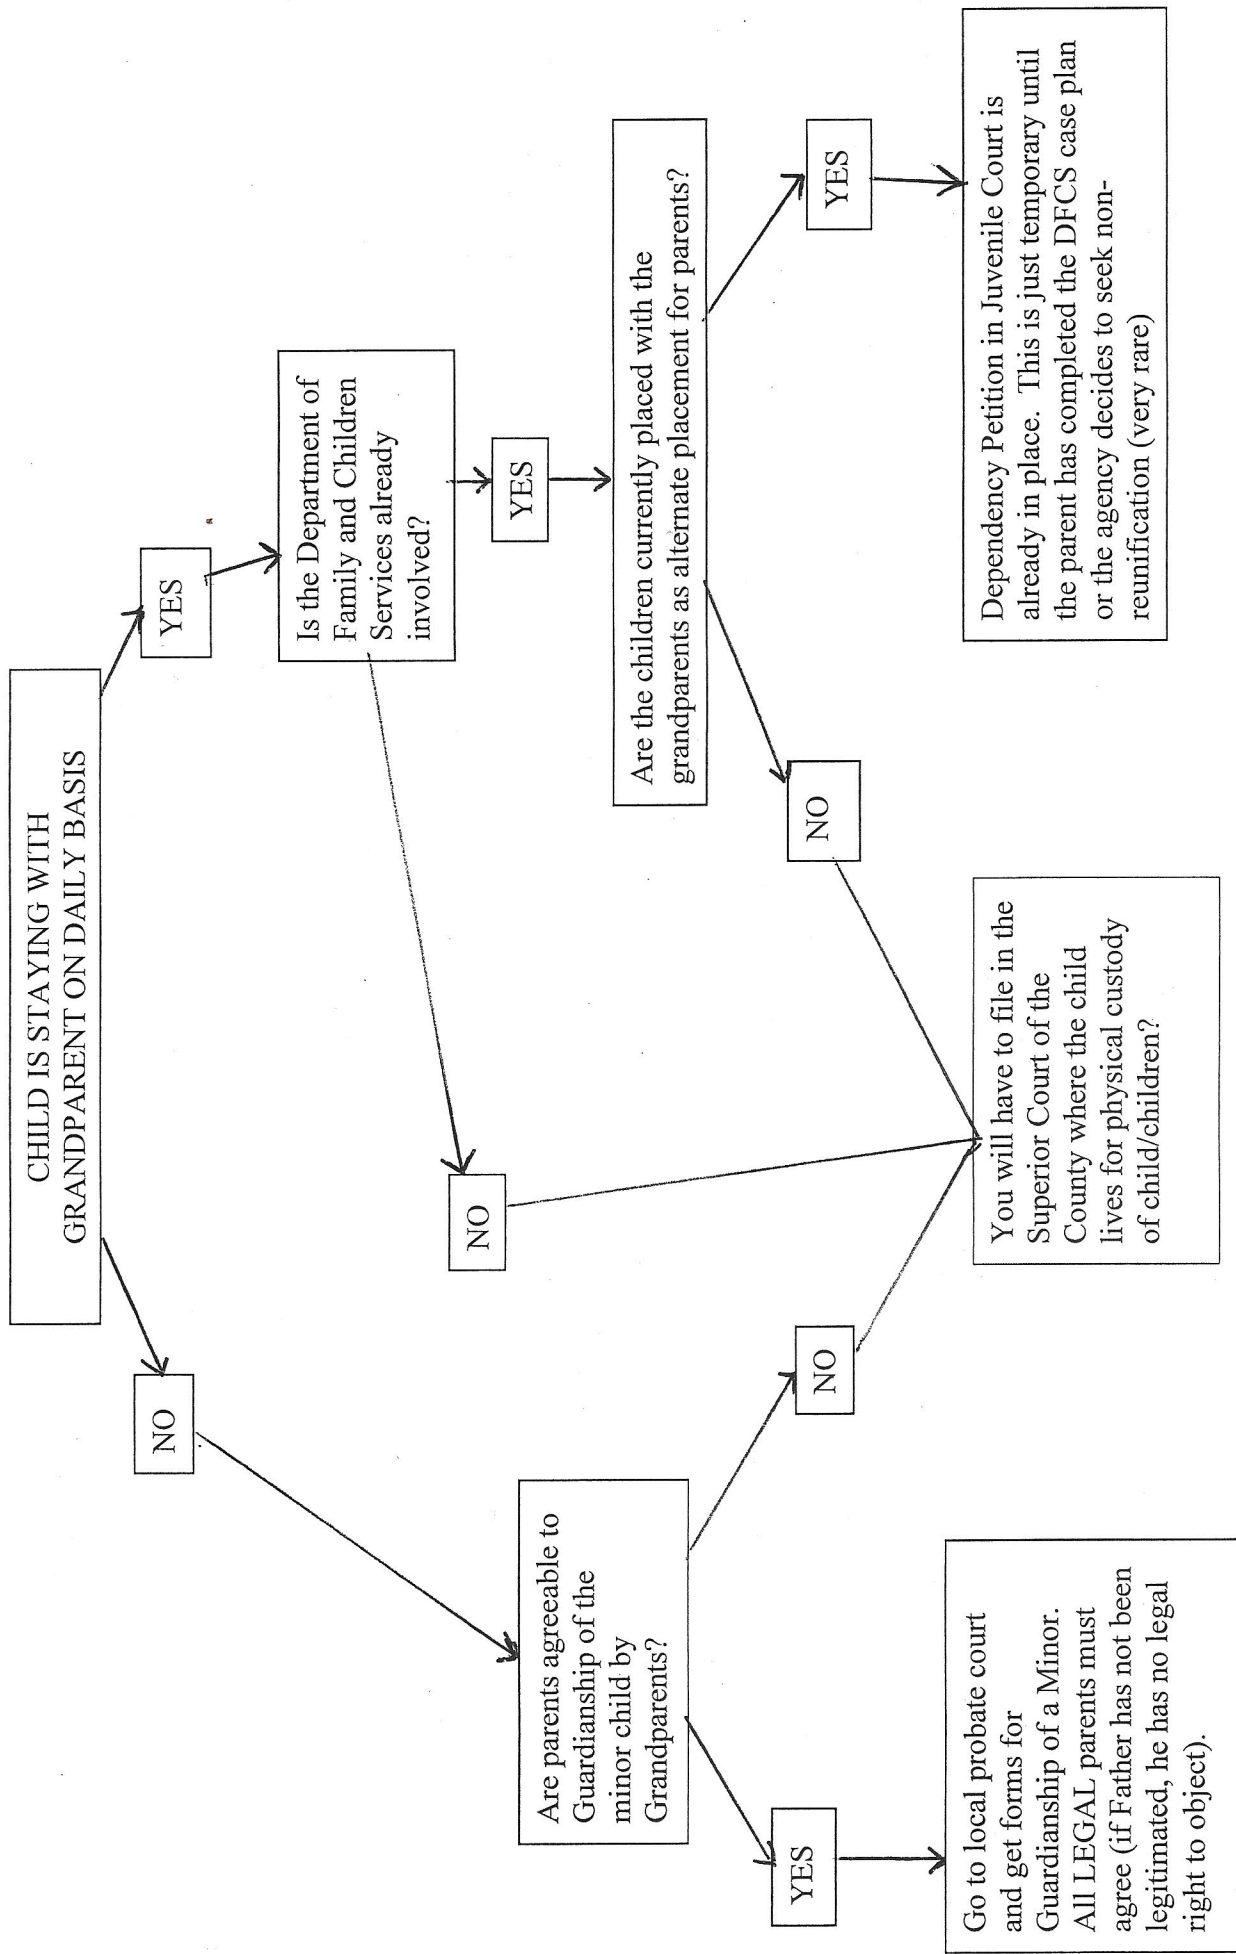 CHILD IS STAYING WITH
GRANDPARENT ON DAILY BASIS
NO
YES
Is the Department of
Family and Children
Services already
involved?
Are parents agreeable to
Guardianship of the
minor child by
Grandparents?
NO
YES
Are the children currently placed with the
grandparents as alternate placement for parents?
YES
NO
NO
YES
Go to local probate court
and get forms for
Guardianship of a Minor.
All LEGAL parents must
agree (if Father has not been
legitimated, he has no legal
right to object).
You will have to file in the
Superior Court of the
County where the child
lives for physical custody
of child/children?
Dependency Petition in Juvenile Court is
already in place.  This is just temporary until
the parent has completed the DFCS case plan
or the agency decides to seek non-
reunification (very rare)